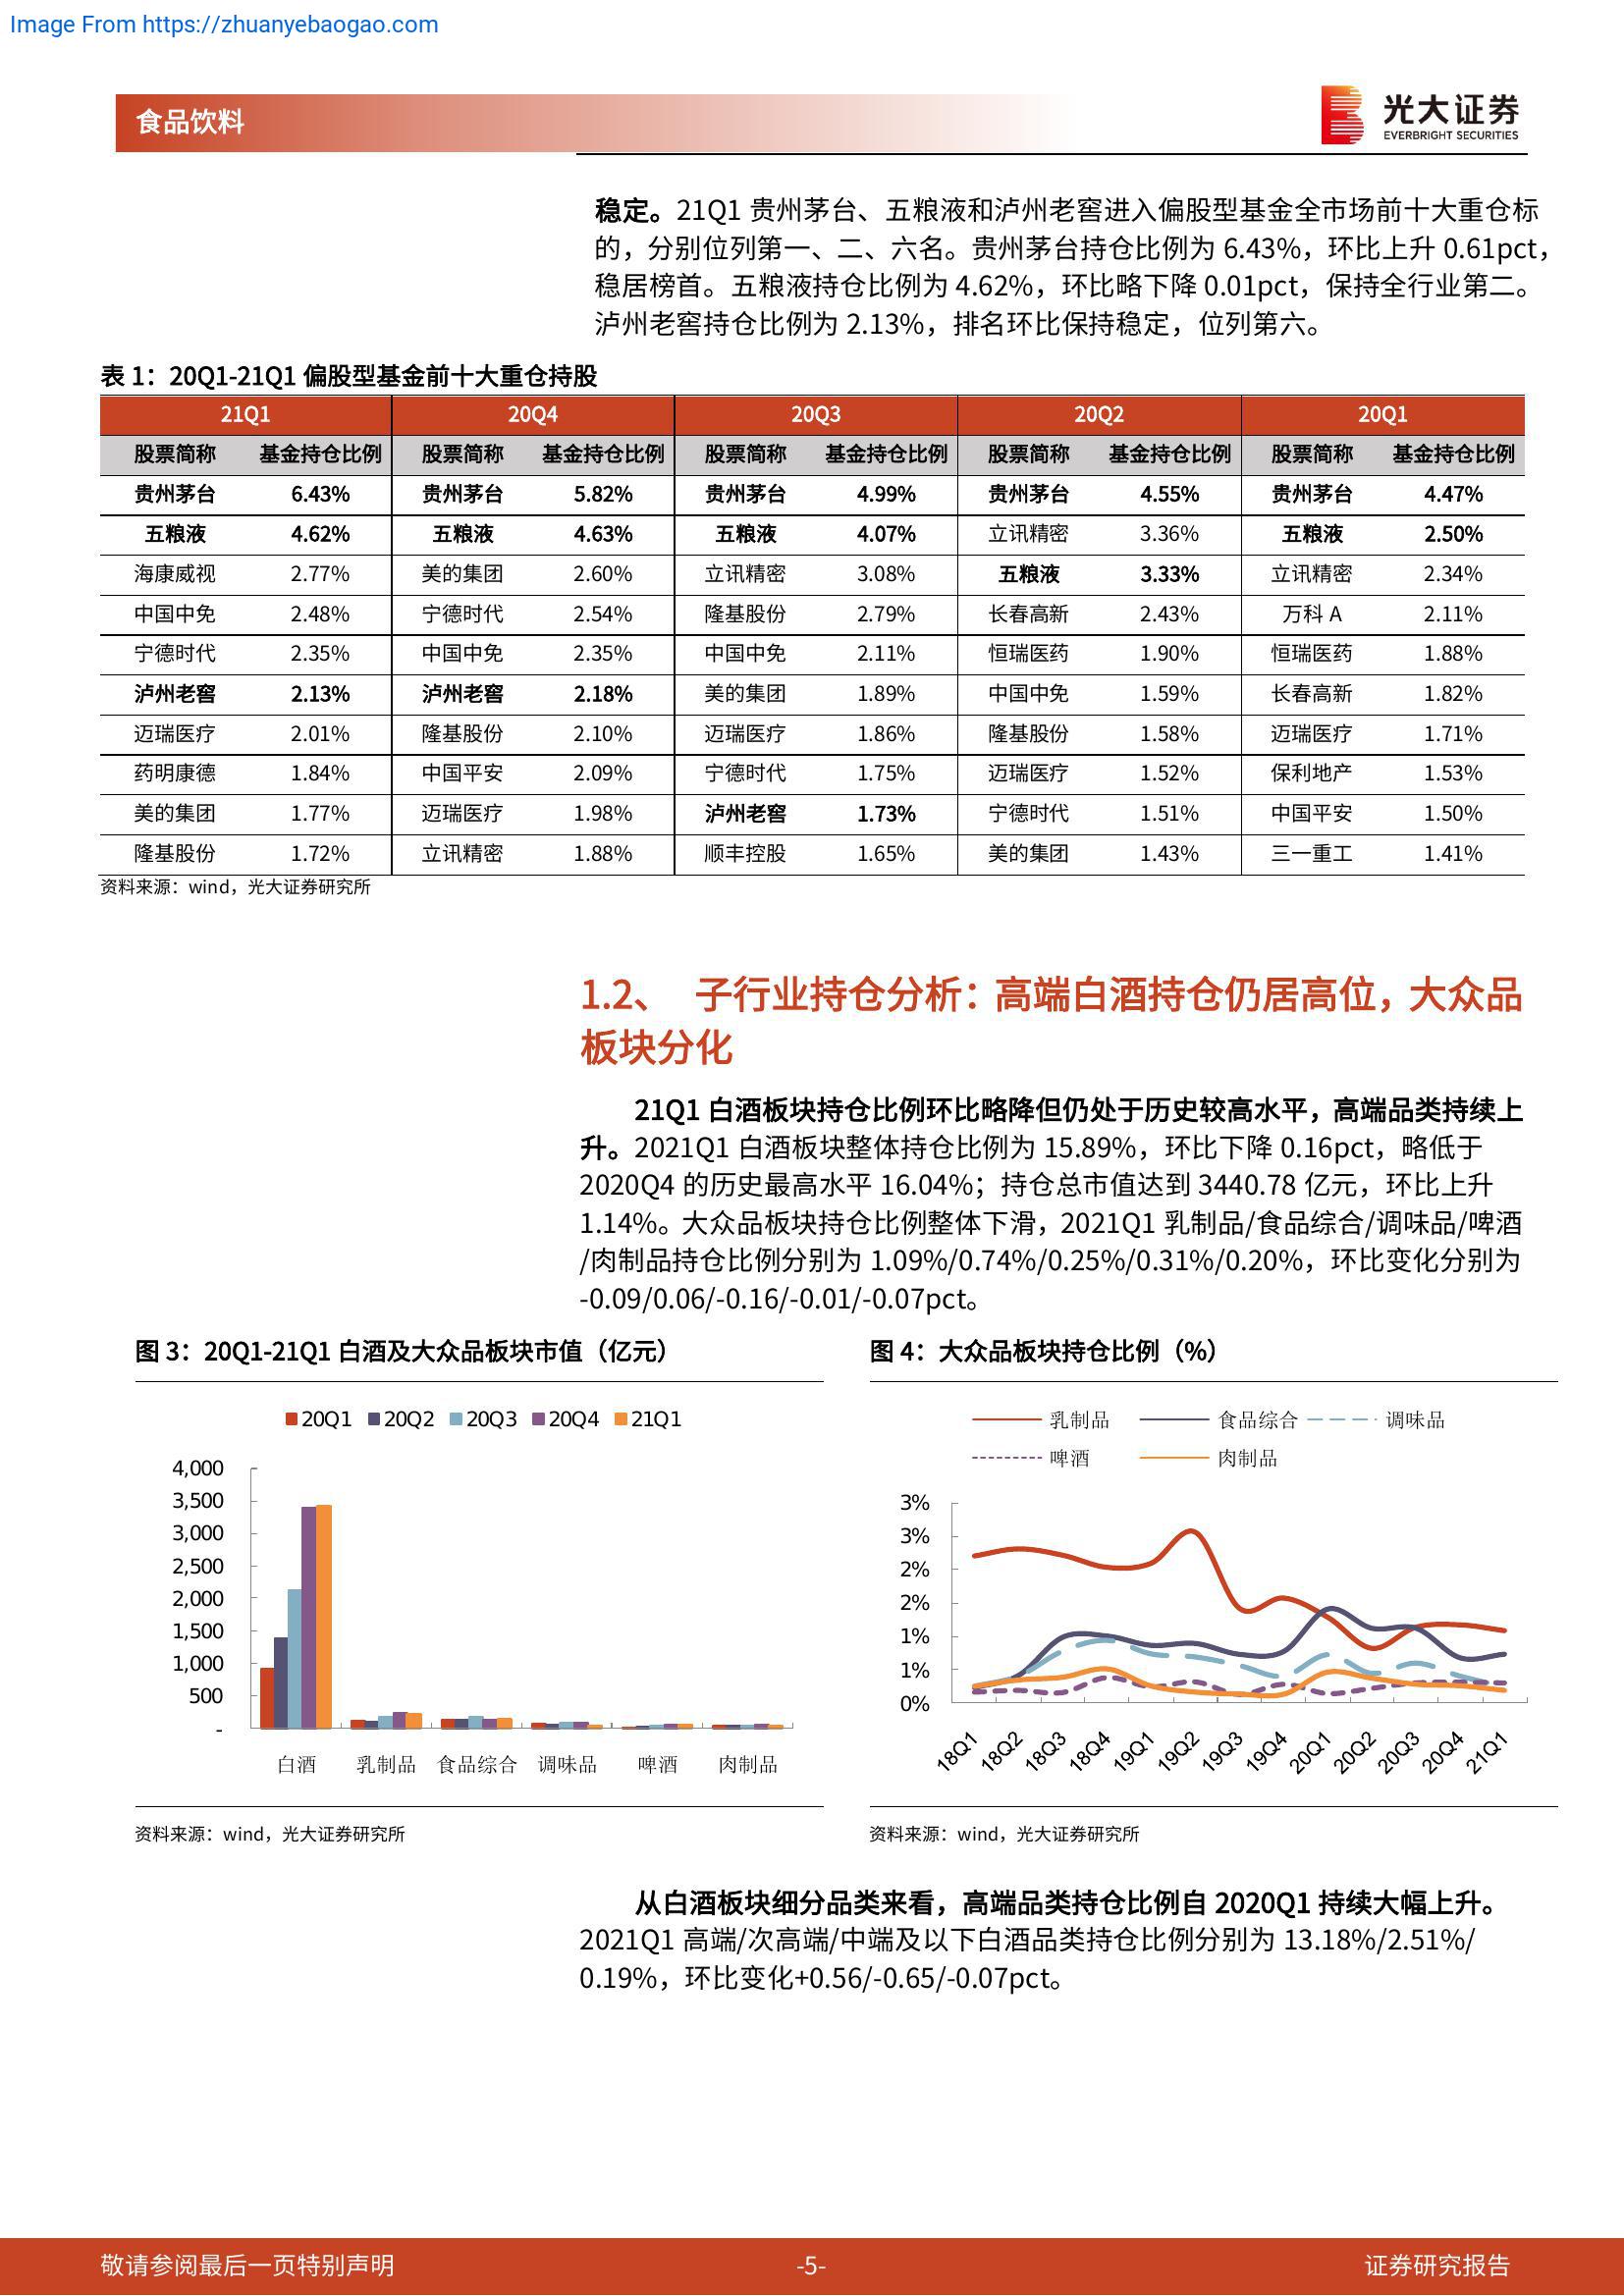 Image From https://zhuanyebaogao.com
食品饮料
光大证券
EVERBRIGHT SECURITIES
稳定。21Q1 贵州茅台、五粮液和泸州老窖进入偏股型基金全市场前十大重仓标
的，分别位列第一、二、六名。贵州茅台持仓比例为 6.43%，环比上升 0.61pct，
稳居榜首。五粮液持仓比例为 4.62%，环比略下降 0.01pct，保持全行业第二。
泸州老窖持仓比例为 2.13%，排名环比保持稳定，位列第六。
表 1：20Q1-21Q1 偏股型基金前十大重仓持股
21Q1 20Q4 20Q3 20Q2 20Q1
股票简称 基金持仓比例 股票简称 基金持仓比例 股票简称 基金持仓比例 股票简称 基金持仓比例 股票简称 基金持仓比例
贵州茅台 6.43% 贵州茅台 5.82% 贵州茅台 4.99% 贵州茅台 4.55% 贵州茅台 4.47%
五粮液 4.62% 五粮液 4.63% 五粮液 4.07% 立讯精密 3.36% 五粮液 2.50%
海康威视 2.77% 美的集团 2.60% 立讯精密 3.08% 五粮液 3.33% 立讯精密 2.34%
中国中免 2.48% 宁德时代 2.54% 隆基股份 2.79% 长春高新 2.43% 万科 A 2.11%
宁德时代 2.35% 中国中免 2.35% 中国中免 2.11% 恒瑞医药 1.90% 恒瑞医药 1.88%
泸州老窖 2.13% 泸州老窖 2.18% 美的集团 1.89% 中国中免 1.59% 长春高新 1.82%
迈瑞医疗 2.01% 隆基股份 2.10% 迈瑞医疗 1.86% 隆基股份 1.58% 迈瑞医疗 1.71%
药明康德 1.84% 中国平安 2.09% 宁德时代 1.75% 迈瑞医疗 1.52% 保利地产 1.53%
美的集团 1.77% 迈瑞医疗 1.98% 泸州老窖 1.73% 宁德时代 1.51% 中国平安 1.50%
隆基股份 1.72% 立讯精密 1.88% 顺丰控股 1.65% 美的集团 1.43% 三一重工 1.41%
资料来源：wind，光大证券研究所
1.2、 子行业持仓分析：高端白酒持仓仍居高位，大众品
板块分化
21Q1 白酒板块持仓比例环比略降但仍处于历史较高水平，高端品类持续上
升。2021Q1 白酒板块整体持仓比例为 15.89%，环比下降 0.16pct，略低于
2020Q4 的历史最高水平 16.04%；持仓总市值达到 3440.78 亿元，环比上升
1.14%。大众品板块持仓比例整体下滑，2021Q1 乳制品/食品综合/调味品/啤酒
/肉制品持仓比例分别为 1.09%/0.74%/0.25%/0.31%/0.20%，环比变化分别为
-0.09/0.06/-0.16/-0.01/-0.07pct。
图 3：20Q1-21Q1 白酒及大众品板块市值（亿元）
20Q1 20Q2 20Q3 20Q4 21Q1
4,000
3,500
3,000
2,500
2,000
1,500
1,000
500
-
白酒 乳制品 食品综合 调味品 啤酒 肉制品
资料来源：wind，光大证券研究所
图 4：大众品板块持仓比例（%）
乳制品 食品综合 调味品
啤酒 肉制品
3%
3%
2%
2%
1%
1%
0%
18Q1 18Q2 18Q3 18Q4 19Q1 19Q2 19Q3 19Q4 20Q1 20Q2 20Q3 20Q4 21Q1
资料来源：wind，光大证券研究所
从白酒板块细分品类来看，高端品类持仓比例自 2020Q1 持续大幅上升。
2021Q1 高端/次高端/中端及以下白酒品类持仓比例分别为 13.18%/2.51%/
0.19%，环比变化+0.56/-0.65/-0.07pct。
敬请参阅最后一页特别声明 -5- 证券研究报告